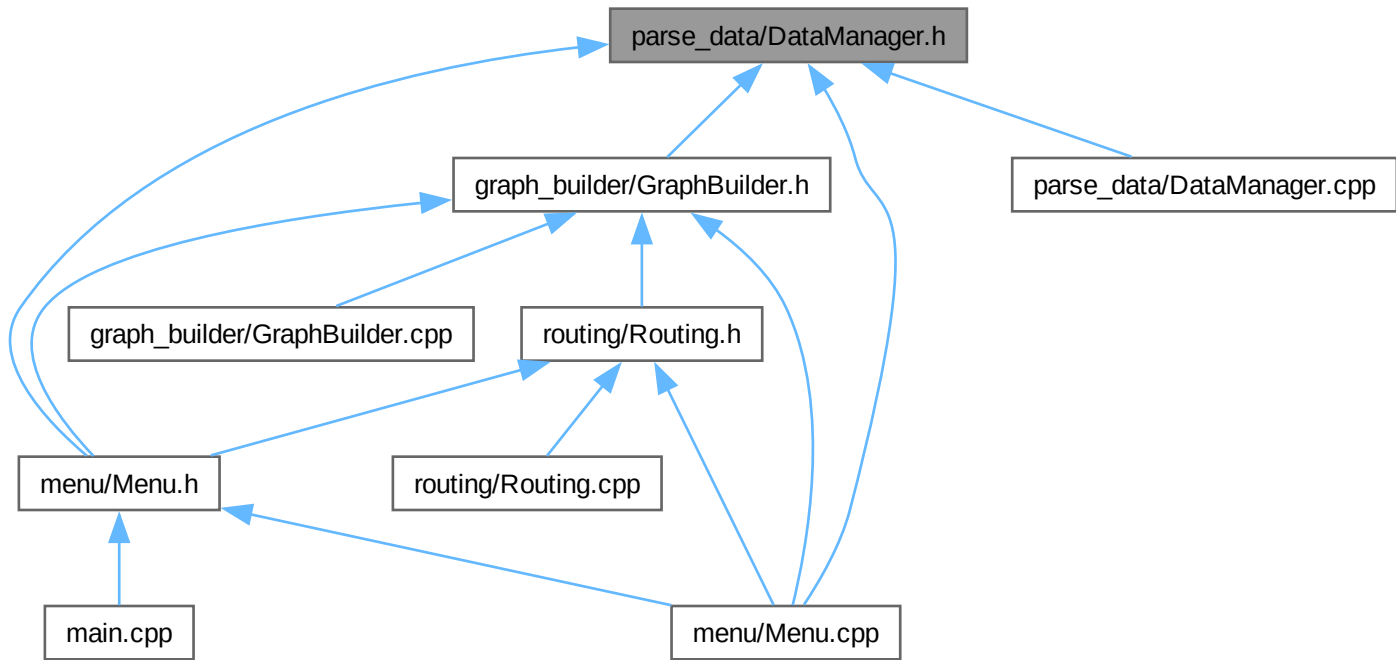 parse_data/DataManager.h
graph_builder/GraphBuilder.h
parse_data/DataManager.cpp
graph_builder/GraphBuilder.cpp
routing/Routing.h
menu/Menu.h
routing/Routing.cpp
main.cpp
menu/Menu.cpp